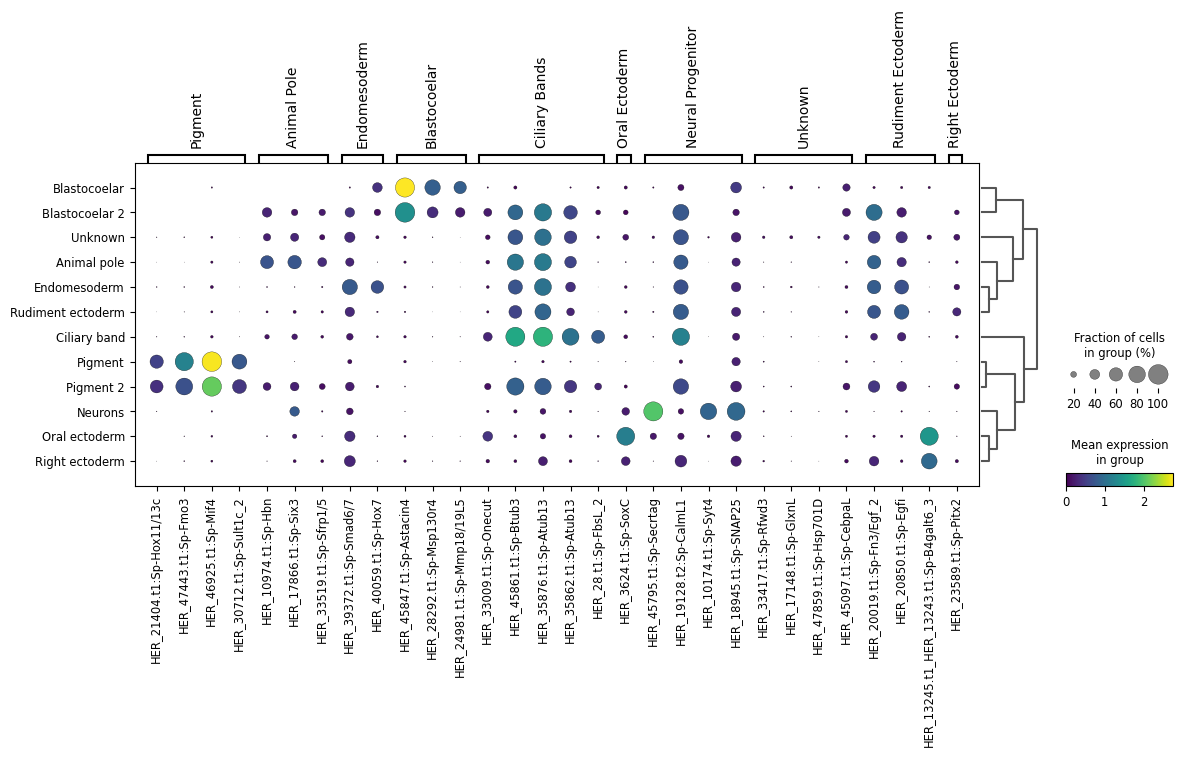 Pigment
Animal Pole
Endomesoderm
Blastocoelar
Ciliary Bands
Oral Ectoderm
Neural Progenitor
Unknown
Rudiment Ectoderm
Right Ectoderm
Blastocoelar
Blastocoelar 2
Unknown
Animal pole
Endomesoderm
Rudiment ectoderm
Ciliary band
Pigment
Pigment 2
Neurons
Oral ectoderm
Right ectoderm
Fraction of cells
in group (%)
20 40 60 80 100
Mean expression
in group
0 1 2
HER_21404.t1:Sp-Hox11/13c
HER_47443.t1:Sp-Fmo3
HER_46925.t1:Sp-Mif4
HER_30712.t1:Sp-Sult1c_2
HER_10974.t1:Sp-Hbn
HER_17866.t1:Sp-Six3
HER_33519.t1:Sp-Sfrp1/5
HER_39372.t1:Sp-Smad6/7
HER_40059.t1:Sp-Hox7
HER_45847.t1:Sp-Astacin4
HER_28292.t1:Sp-Msp130r4
HER_24981.t1:Sp-Mmp18/19L5
HER_33009.t1:Sp-Onecut
HER_45861.t1:Sp-Btub3
HER_35876.t1:Sp-Atub13
HER_35862.t1:Sp-Atub13
HER_28.t1:Sp-FbsL_2
HER_3624.t1:Sp-SoxC
HER_45795.t1:Sp-Secrtag
HER_19128.t2:Sp-CalmL1
HER_10174.t1:Sp-Syt4
HER_18945.t1:Sp-SNAP25
HER_33417.t1:Sp-Rfwd3
HER_17148.t1:Sp-GlxnL
HER_47859.t1:Sp-Hsp701D
HER_45097.t1:Sp-CebpaL
HER_20019.t1:Sp-Fn3/Egf_2
HER_20850.t1:Sp-Egfi
HER_13245.t1_HER_13243.t1:Sp-B4galt6_3
HER_23589.t1:Sp-Pitx2